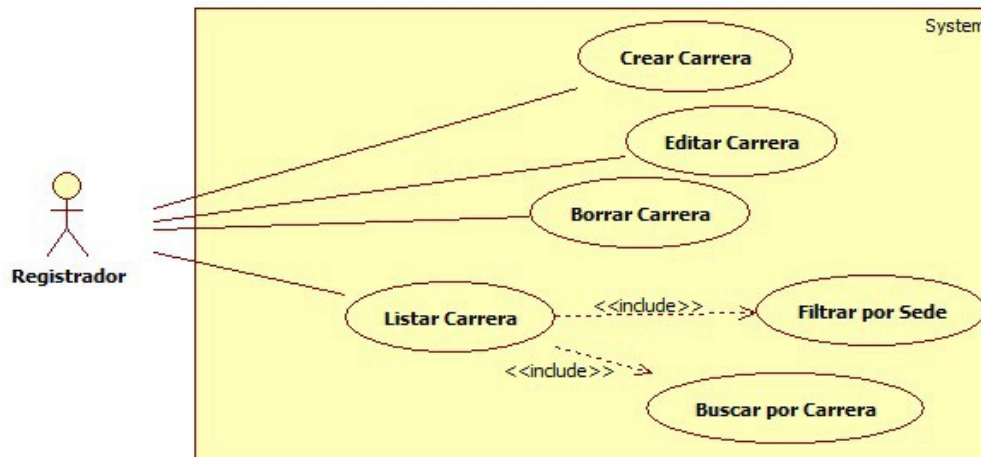 System
Crear Carrera
Editar Carrera
Borrar Carrera
Registrador
Listar Carrera
<<include>>
Filtrar por Sede
<<include>>
Buscar por Carrera